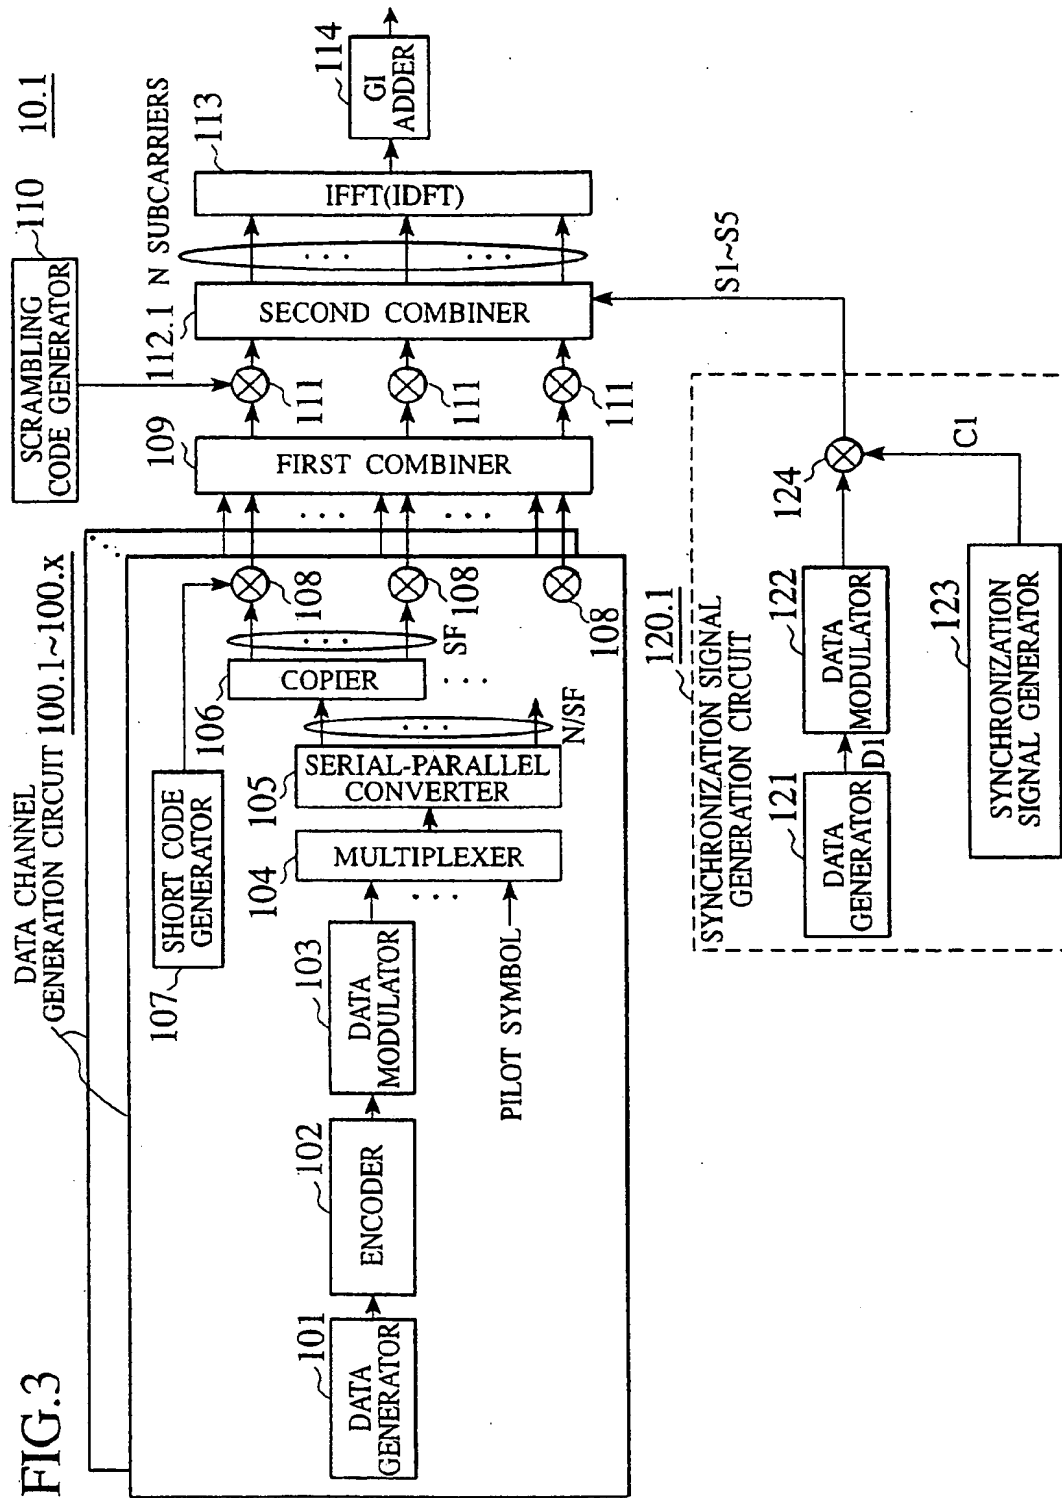 FIG.3
DATA CHANNEL
GENERATION CIRCUIT 100.1~100.x
SCRAMBLING
CODE GENERATOR
110
10.1
107
SHORT CODE
GENERATOR
101
DATA
GENERATOR
102
ENCODER
103
DATA
MODULATOR
PILOT SYMBOL
104
MULTIPLEXER
105
SERIAL-PARALLEL
CONVERTER
N/SF
106
COPIER
SF
108
108
108
109
FIRST COMBINER
111
111
111
112.1
SECOND COMBINER
N SUBCARRIERS
113
IFFT(IDFT)
114
GI
ADDER
S1~S5
120.1
SYNCHRONIZATION SIGNAL
GENERATION CIRCUIT
121
DATA
GENERATOR
D1
122
DATA
MODULATOR
124
C1
123
SYNCHRONIZATION
SIGNAL GENERATOR